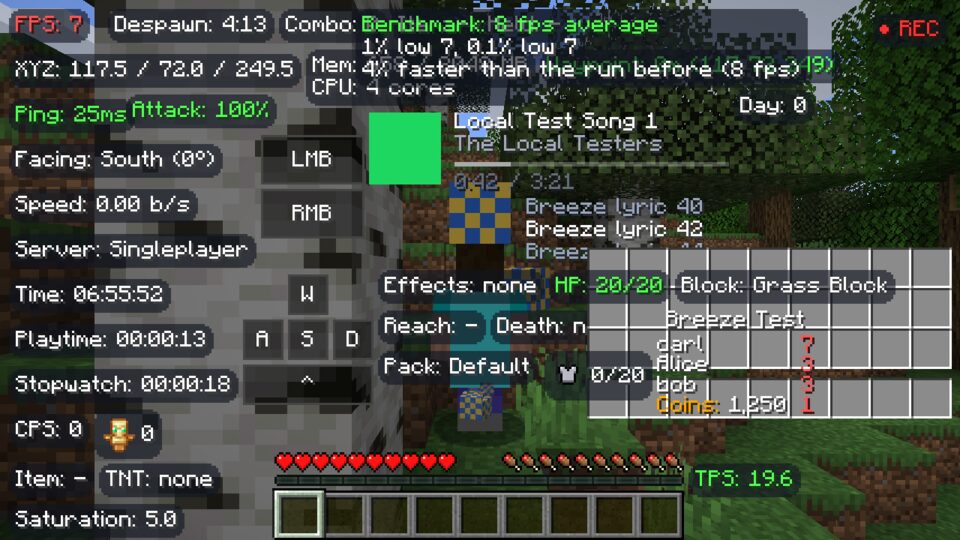 FPS: 7
Despawn: 4:13
Combo:
Benchmark: 8 fps average
REC
1% low 7, 0.1% low 7
XYZ: 117.5 / 72.0 / 249.5
Mem:
4% faster than the run before (8 fps)
CPU: 4 cores
Ping: 25ms
Attack: 100%
Day: 0
Local Test Song 1
The Local Testers
Facing: South (0°)
LMB
0:42 / 3:21
Speed: 0.00 b/s
RMB
Breeze lyric 40
Breeze lyric 42
Server: Singleplayer
Breeze
Time: 06:55:52
W
Effects: none
HP: 20/20
Block: Grass Block
Playtime: 00:00:13
A
S
D
Reach: -
Death:
Breeze Test
darl 7
Alice 3
bob 3
Coins: 1,250 1
Pack: Default
0/20
Stopwatch: 00:00:18
^
CPS: 0
0
Item: -
TNT: none
TPS: 19.6
Saturation: 5.0